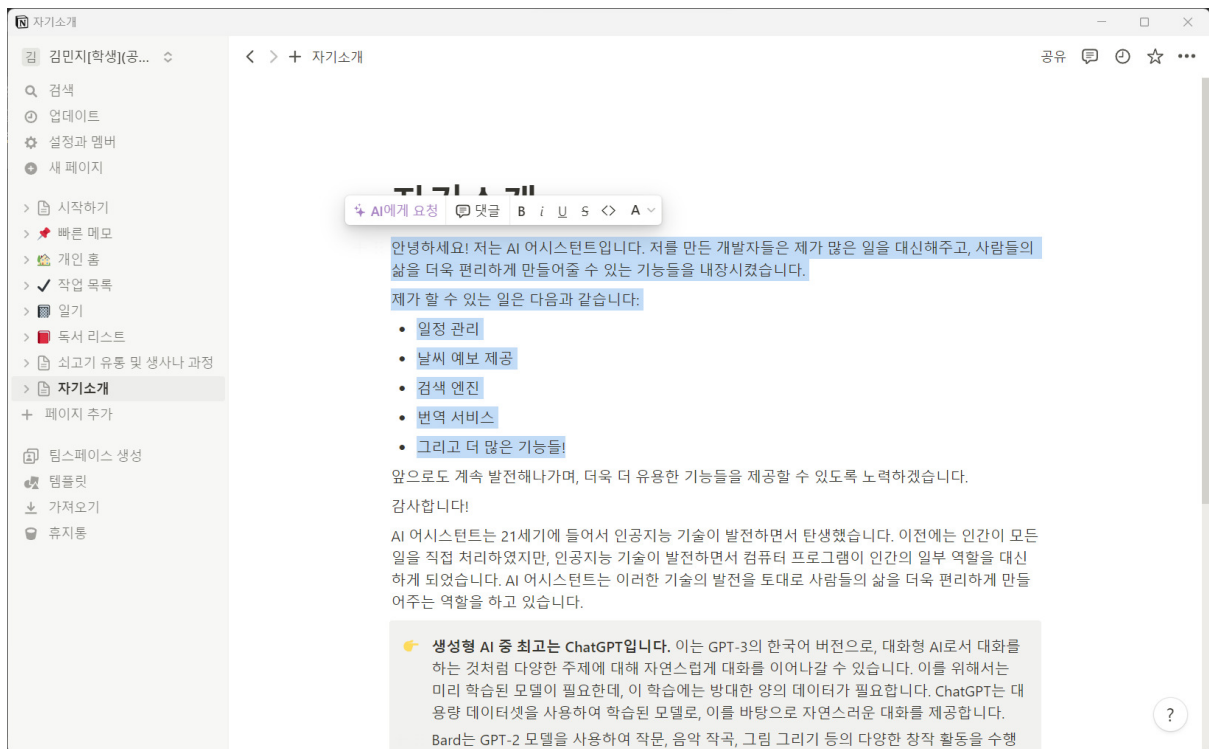 자기소개
김 김민지[학생](공...
자기소개
공유
검색
업데이트
설정과 멤버
새 페이지
시작하기
빠른 메모
개인 홈
작업 목록
일기
독서 리스트
쇠고기 유통 및 생사나 과정
자기소개
페이지 추가
팀스페이스 생성
템플릿
가져오기
휴지통
자기소개
AI에게 요청 댓글 B i U S <> A
안녕하세요! 저는 AI 어시스턴트입니다. 저를 만든 개발자들은 제가 많은 일을 대신해주고, 사람들의
삶을 더욱 편리하게 만들어줄 수 있는 기능들을 내장시켰습니다.
제가 할 수 있는 일은 다음과 같습니다:
• 일정 관리
• 날씨 예보 제공
• 검색 엔진
• 번역 서비스
• 그리고 더 많은 기능들!
앞으로도 계속 발전해나가며, 더욱 더 유용한 기능들을 제공할 수 있도록 노력하겠습니다.
감사합니다!
AI 어시스턴트는 21세기에 들어서 인공지능 기술이 발전하면서 탄생했습니다. 이전에는 인간이 모든
일을 직접 처리하였지만, 인공지능 기술이 발전하면서 컴퓨터 프로그램이 인간의 일부 역할을 대신
하게 되었습니다. AI 어시스턴트는 이러한 기술의 발전을 토대로 사람들의 삶을 더욱 편리하게 만들
어주는 역할을 하고 있습니다.
생성형 AI 중 최고는 ChatGPT입니다. 이는 GPT-3의 한국어 버전으로, 대화형 AI로서 대화를
하는 것처럼 다양한 주제에 대해 자연스럽게 대화를 이어나갈 수 있습니다. 이를 위해서는
미리 학습된 모델이 필요한데, 이 학습에는 방대한 양의 데이터가 필요합니다. ChatGPT는 대
용량 데이터셋을 사용하여 학습된 모델로, 이를 바탕으로 자연스러운 대화를 제공합니다.
Bard는 GPT-2 모델을 사용하여 작문, 음악 작곡, 그림 그리기 등의 다양한 창작 활동을 수행
?